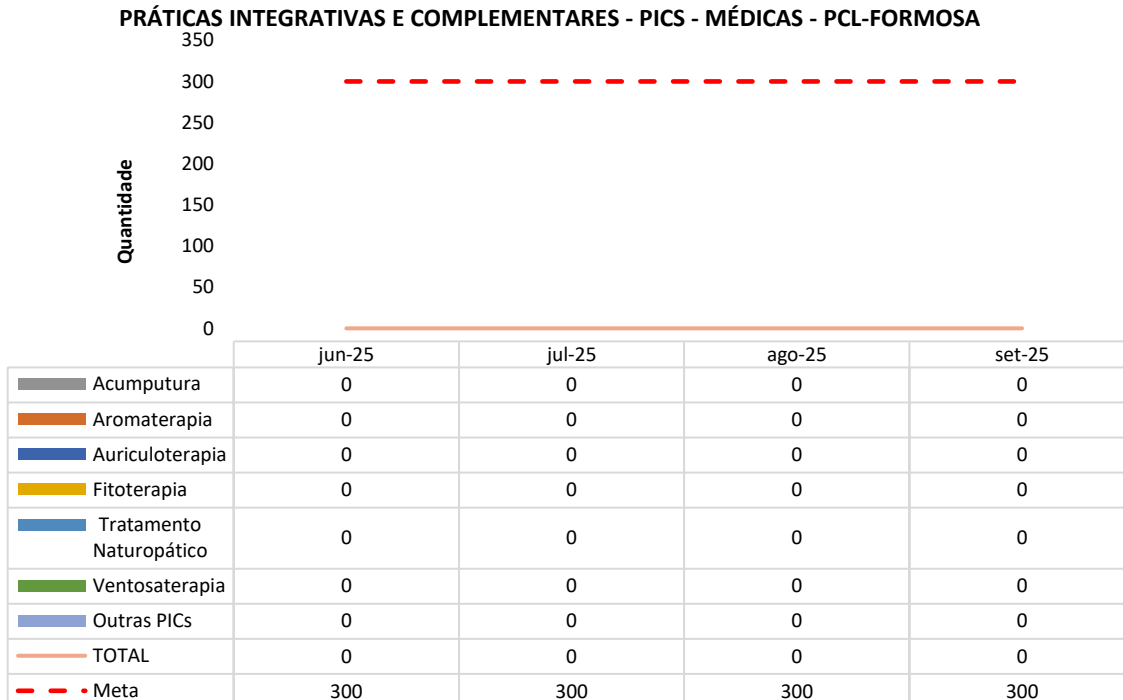 PRÁTICAS INTEGRATIVAS E COMPLEMENTARES - PICS - MÉDICAS - PCL-FORMOSA
350
300
250
200
150
100
50
0
Quantidade
jun-25 jul-25 ago-25 set-25
Acumputura 0 0 0 0
Aromaterapia 0 0 0 0
Auriculoterapia 0 0 0 0
Fitoterapia 0 0 0 0
Tratamento
Naturopático 0 0 0 0
Ventosaterapia 0 0 0 0
Outras PICs 0 0 0 0
TOTAL 0 0 0 0
Meta 300 300 300 300